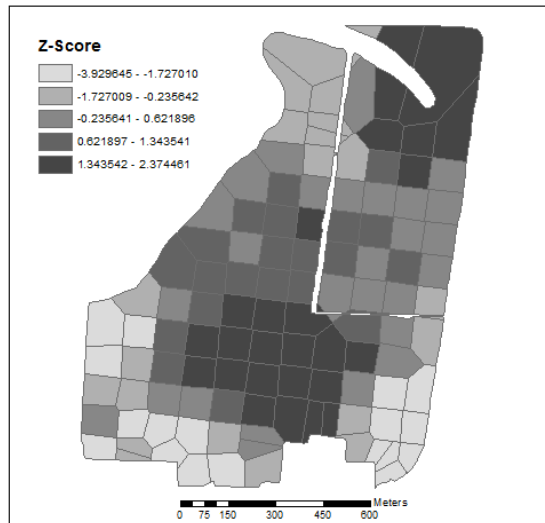 Z-Score
-3.929645 - -1.727010
-1.727009 - -0.235642
-0.235641 - 0.621896
0.621897 - 1.343541
1.343542 - 2.374461
Meters
0 75 150 300 450 600